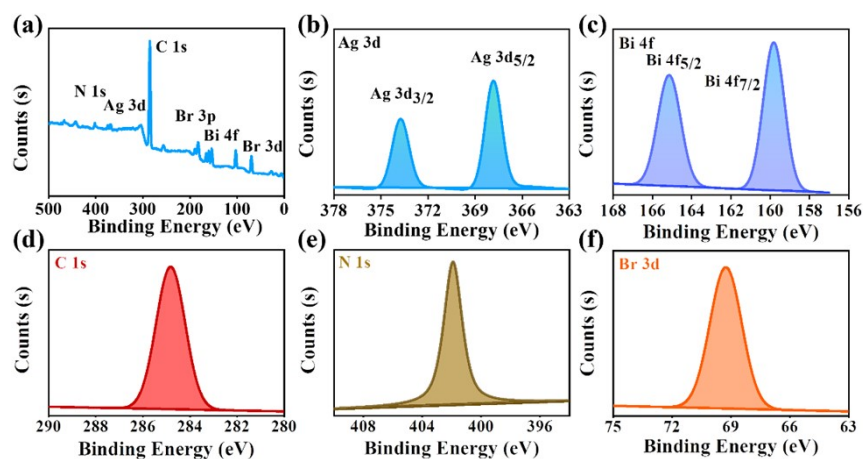 (a)
C 1s
N 1s
Ag 3d
Br 3p
Bi 4f
Br 3d
Counts (s)
500 400 300 200 100 0
Binding Energy (eV)
(b)
Ag 3d
Ag 3d5/2
Ag 3d3/2
Counts (s)
378 375 372 369 366 363
Binding Energy (eV)
(c)
Bi 4f
Bi 4f5/2
Bi 4f7/2
Counts (s)
168 166 164 162 160 158 156
Binding Energy (eV)
(d)
C 1s
Counts (s)
290 288 286 284 282 280
Binding Energy (eV)
(e)
N 1s
Counts (s)
408 404 402 400 396
Binding Energy (eV)
(f)
Br 3d
Counts (s)
75 72 69 66 63
Binding Energy (eV)